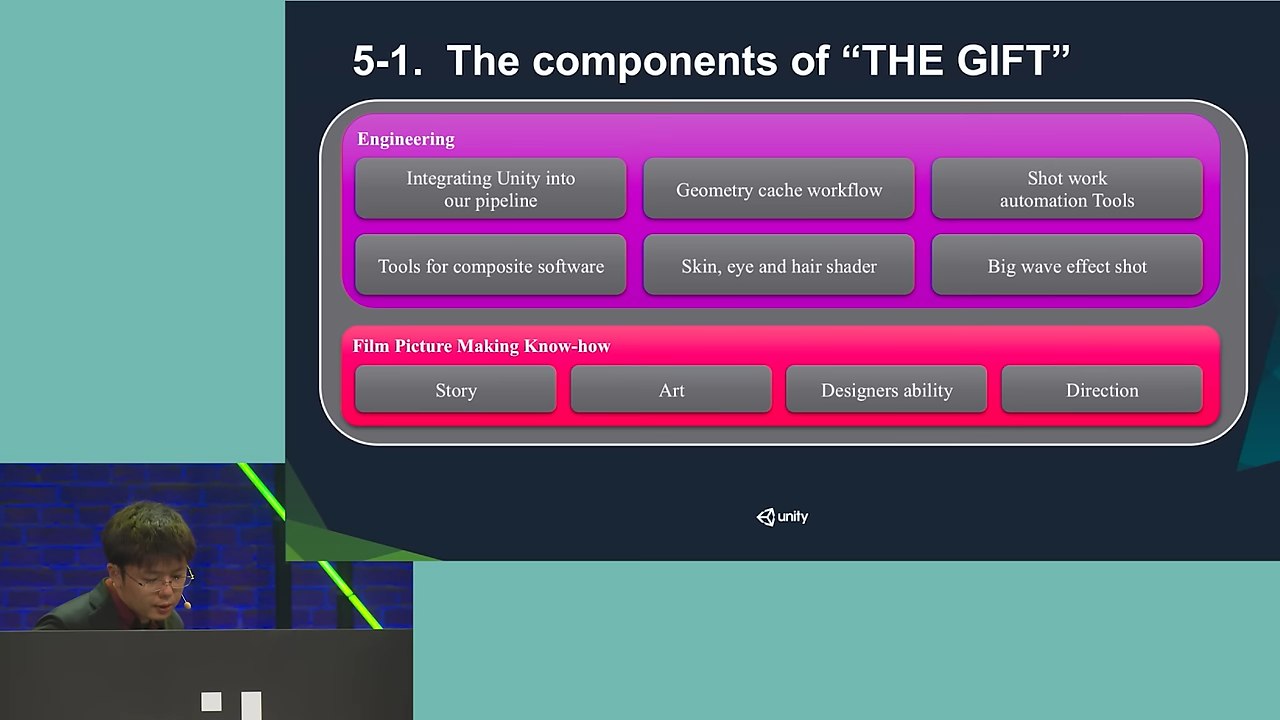 5-1. The components of “THE GIFT”
Engineering
Integrating Unity into
our pipeline
Geometry cache workflow
Shot work
automation Tools
Tools for composite software
Skin, eye and hair shader
Big wave effect shot
Film Picture Making Know-how
Story
Art
Designers ability
Direction
unity